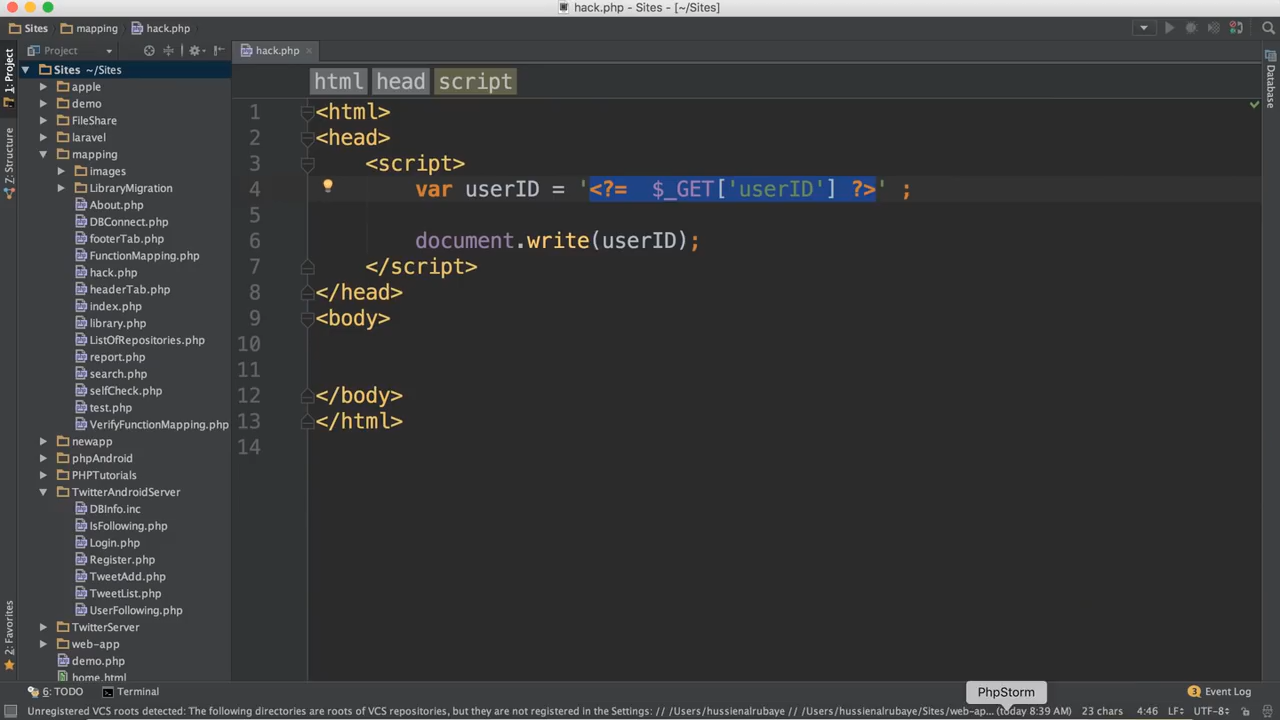 hack.php - Sites - [~/Sites]
Sites mapping hack.php
Project hack.php
1: Project
Z: Structure
2: Favorites
Database
Sites ~/Sites
apple
demo
FileShare
laravel
mapping
images
LibraryMigration
About.php
DBConnect.php
footerTab.php
FunctionMapping.php
hack.php
headerTab.php
index.php
library.php
ListOfRepositories.php
report.php
search.php
selfCheck.php
test.php
VerifyFunctionMapping.php
newapp
phpAndroid
PHPTutorials
TwitterAndroidServer
DBInfo.inc
IsFollowing.php
Login.php
Register.php
TweetAdd.php
TweetList.php
UserFollowing.php
TwitterServer
web-app
demo.php
home.html
html head script
1 <html>
2 <head>
3 <script>
4 var userID = '<?= $_GET['userID'] ?>' ;
5
6 document.write(userID);
7 </script>
8 </head>
9 <body>
10
11
12 </body>
13 </html>
14
PhpStorm
6: TODO Terminal 3 Event Log
Unregistered VCS roots detected: The following directories are roots of VCS repositories, but they are not registered in the Settings: // /Users/hussienalrubaye // /Users/hussienalrubaye/Sites/web-ap... (today 8:39 AM) 23 chars 4:46 LF÷ UTF-8÷